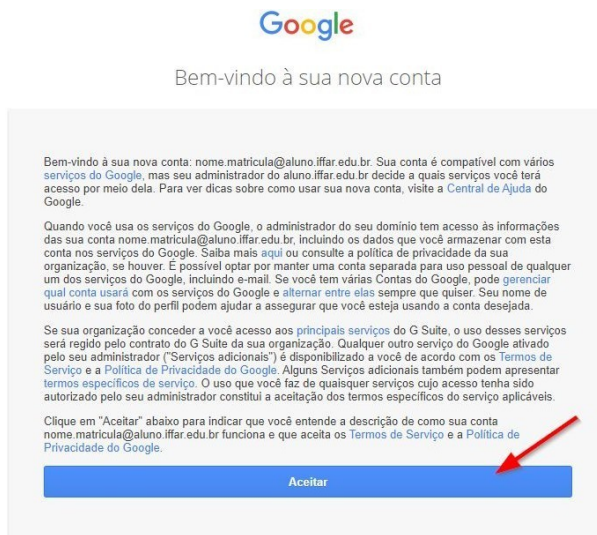 Google
Bem-vindo à sua nova conta
Bem-vindo à sua nova conta: nome.matricula@aluno.iffar.edu.br. Sua conta é compatível com vários
serviços do Google, mas seu administrador do aluno.iffar.edu.br decide a quais serviços você terá
acesso por meio dela. Para ver dicas sobre como usar sua nova conta, visite a Central de Ajuda do
Google.
Quando você usa os serviços do Google, o administrador do seu domínio tem acesso às informações
das sua conta nome.matricula@aluno.iffar.edu.br, incluindo os dados que você armazenar com esta
conta nos serviços do Google. Saiba mais aqui ou consulte a política de privacidade da sua
organização, se houver. É possível optar por manter uma conta separada para uso pessoal de qualquer
um dos serviços do Google, incluindo e-mail. Se você tem várias Contas do Google, pode gerenciar
qual conta usará com os serviços do Google e alternar entre elas sempre que quiser. Seu nome de
usuário e sua foto do perfil podem ajudar a assegurar que você esteja usando a conta desejada.
Se sua organização conceder a você acesso aos principais serviços do G Suite, o uso desses serviços
será regido pelo contrato do G Suite da sua organização. Qualquer outro serviço do Google ativado
pelo seu administrador ("Serviços adicionais") é disponibilizado a você de acordo com os Termos de
Serviço e a Política de Privacidade do Google. Alguns Serviços adicionais também podem apresentar
termos específicos de serviço. O uso que você faz de quaisquer serviços cujo acesso tenha sido
autorizado pelo seu administrador constitui a aceitação dos termos específicos do serviço aplicáveis.
Clique em "Aceitar" abaixo para indicar que você entende a descrição de como sua conta
nome.matricula@aluno.iffar.edu.br funciona e que aceita os Termos de Serviço e a Política de
Privacidade do Google.
Aceitar